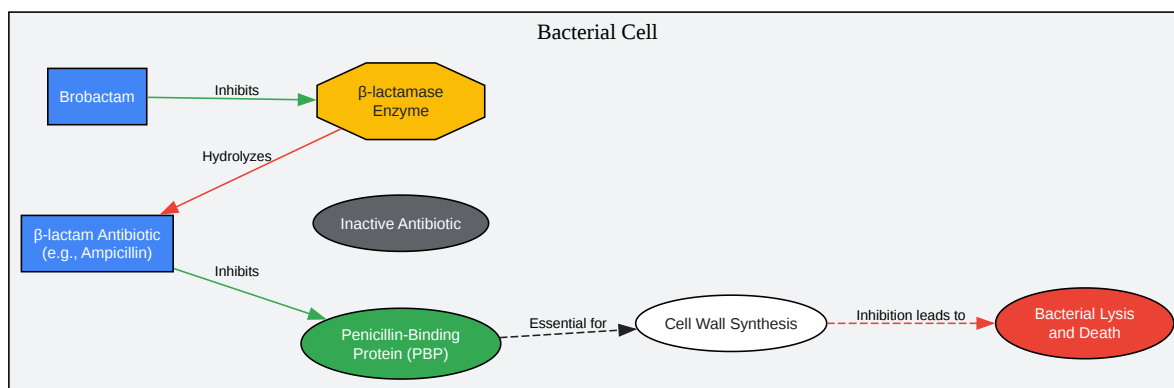 Bacterial Cell
Brobactam
Inhibits
β-lactamase
Enzyme
Hydrolyzes
β-lactam Antibiotic
(e.g., Ampicillin)
Inactive Antibiotic
Inhibits
Penicillin-Binding
Protein (PBP)
Essential for
Cell Wall Synthesis
Inhibition leads to
Bacterial Lysis
and Death